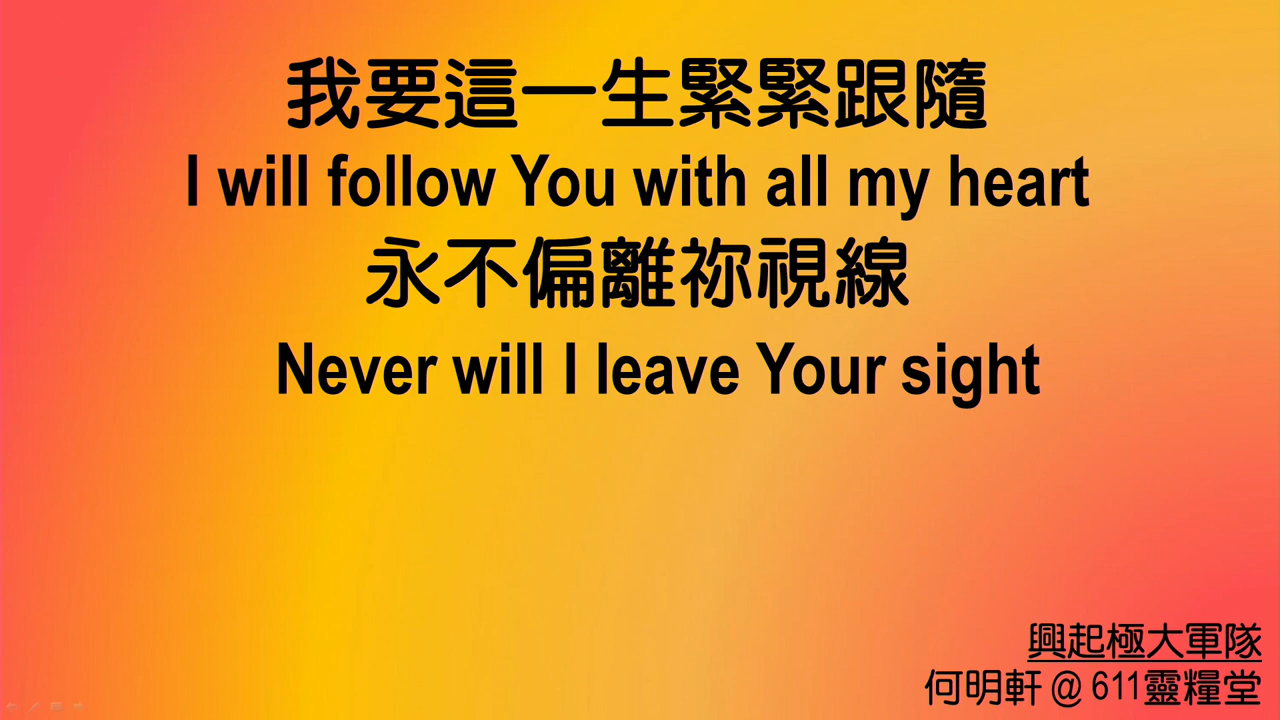 我要這一生緊緊跟隨
I will follow You with all my heart
永不偏離祢視線
Never will I leave Your sight
興起極大軍隊
何明軒 @ 611靈糧堂